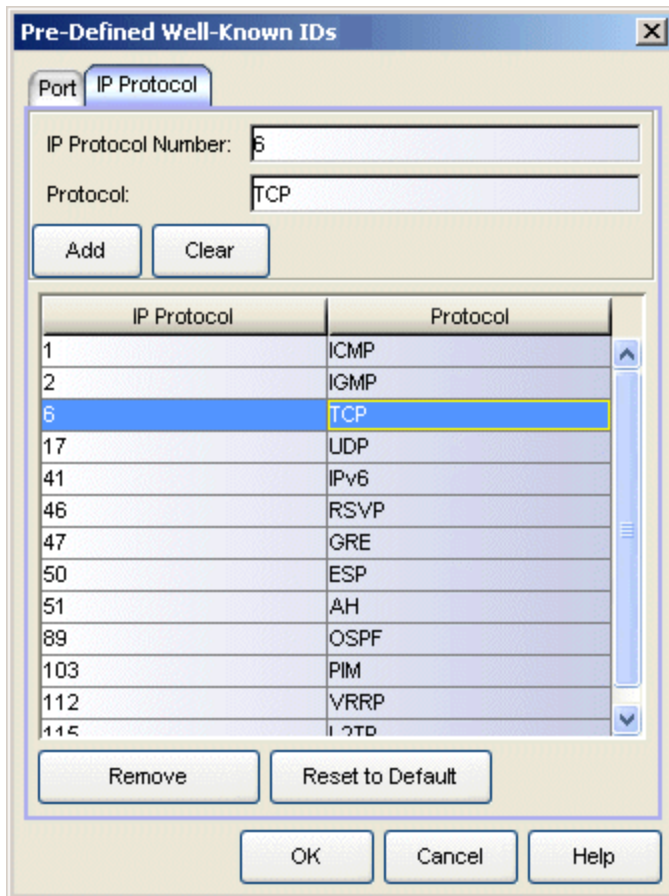 Pre-Defined Well-Known IDs
Port IP Protocol
IP Protocol Number: 6
Protocol: TCP
Add Clear
IP Protocol Protocol
1 ICMP
2 IGMP
6 TCP
17 UDP
41 IPv6
46 RSVP
47 GRE
50 ESP
51 AH
89 OSPF
103 PIM
112 VRRP
115 L2TP
Remove Reset to Default
OK Cancel Help